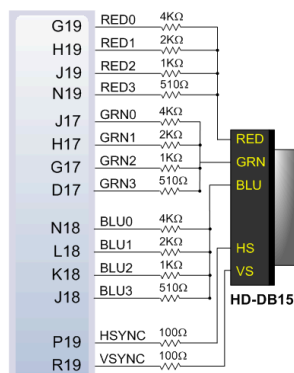 G19 RED0 4KΩ
H19 RED1 2KΩ
J19 RED2 1KΩ
N19 RED3 510Ω
J17 GRN0 4KΩ
H17 GRN1 2KΩ
G17 GRN2 1KΩ
D17 GRN3 510Ω
N18 BLU0 4KΩ
L18 BLU1 2KΩ
K18 BLU2 1KΩ
J18 BLU3 510Ω
P19 HSYNC 100Ω
R19 VSYNC 100Ω
RED
GRN
BLU
HS
VS
HD-DB15